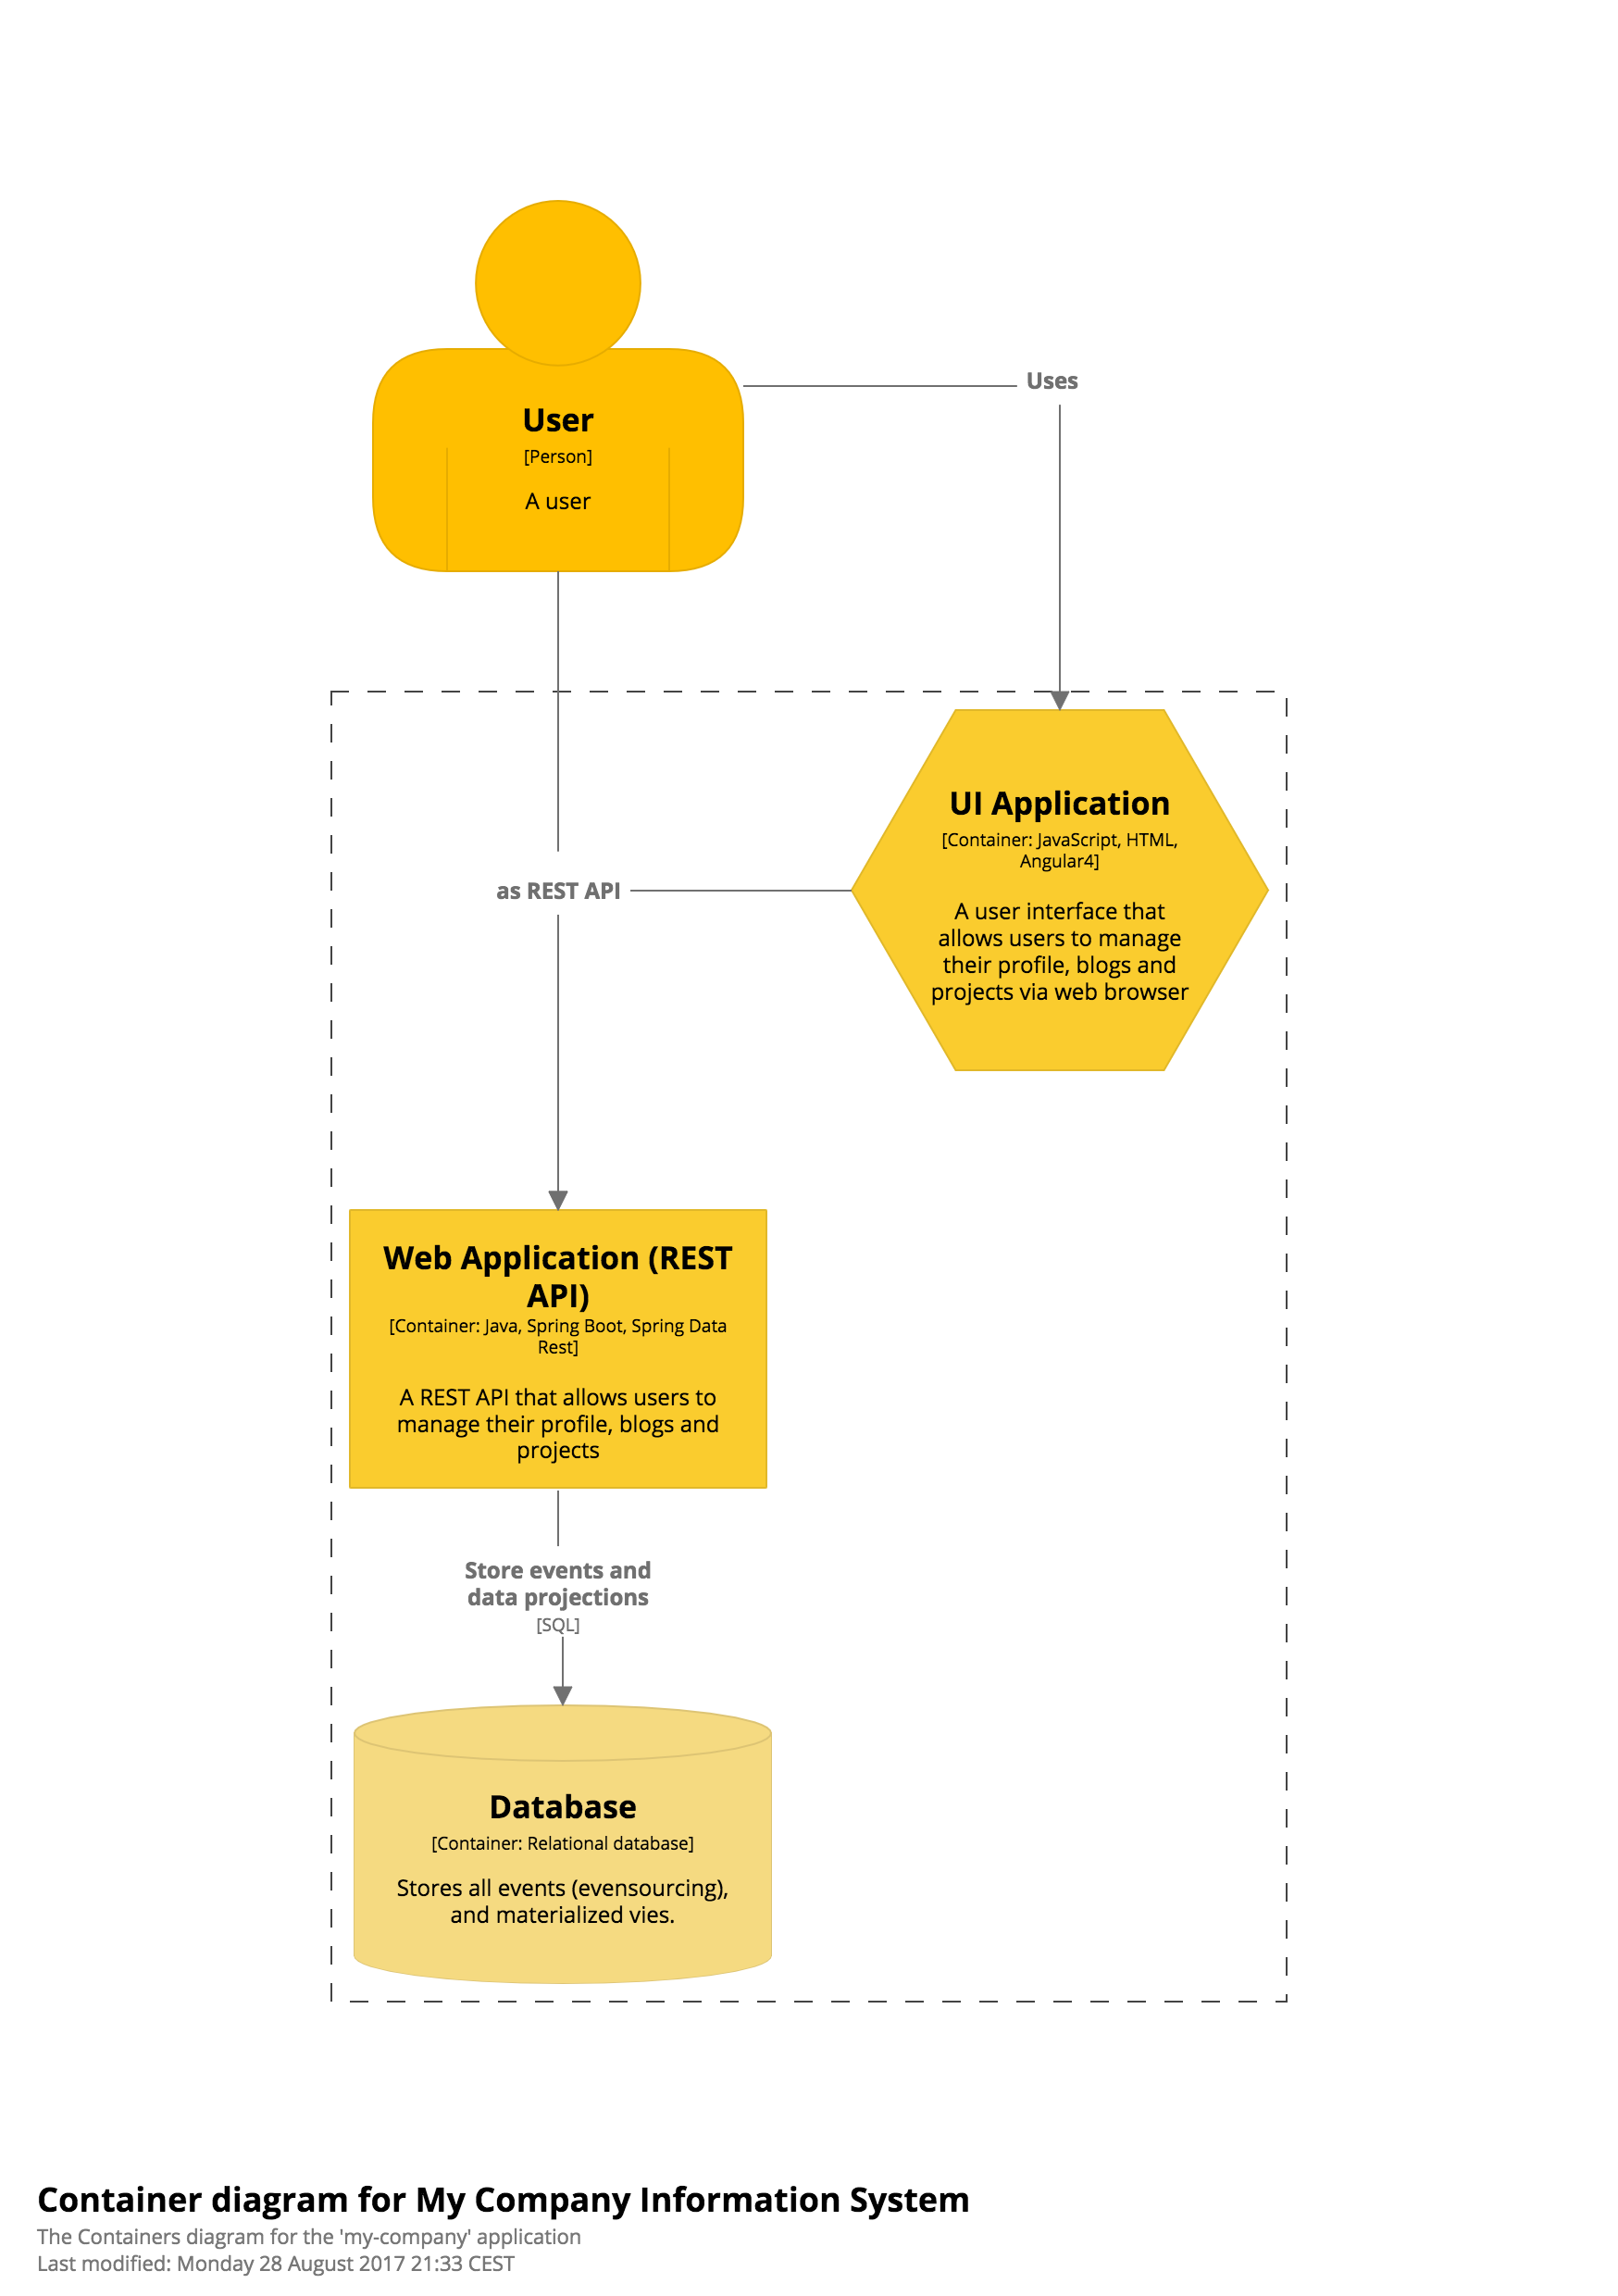 User
[Person]
A user
Uses
UI Application
[Container: JavaScript, HTML,
Angular4]
A user interface that
allows users to manage
their profile, blogs and
projects via web browser
as REST API
Web Application (REST
API)
[Container: Java, Spring Boot, Spring Data
Rest]
A REST API that allows users to
manage their profile, blogs and
projects
Store events and
data projections
[SQL]
Database
[Container: Relational database]
Stores all events (evensourcing),
and materialized vies.
Container diagram for My Company Information System
The Containers diagram for the 'my-company' application
Last modified: Monday 28 August 2017 21:33 CEST